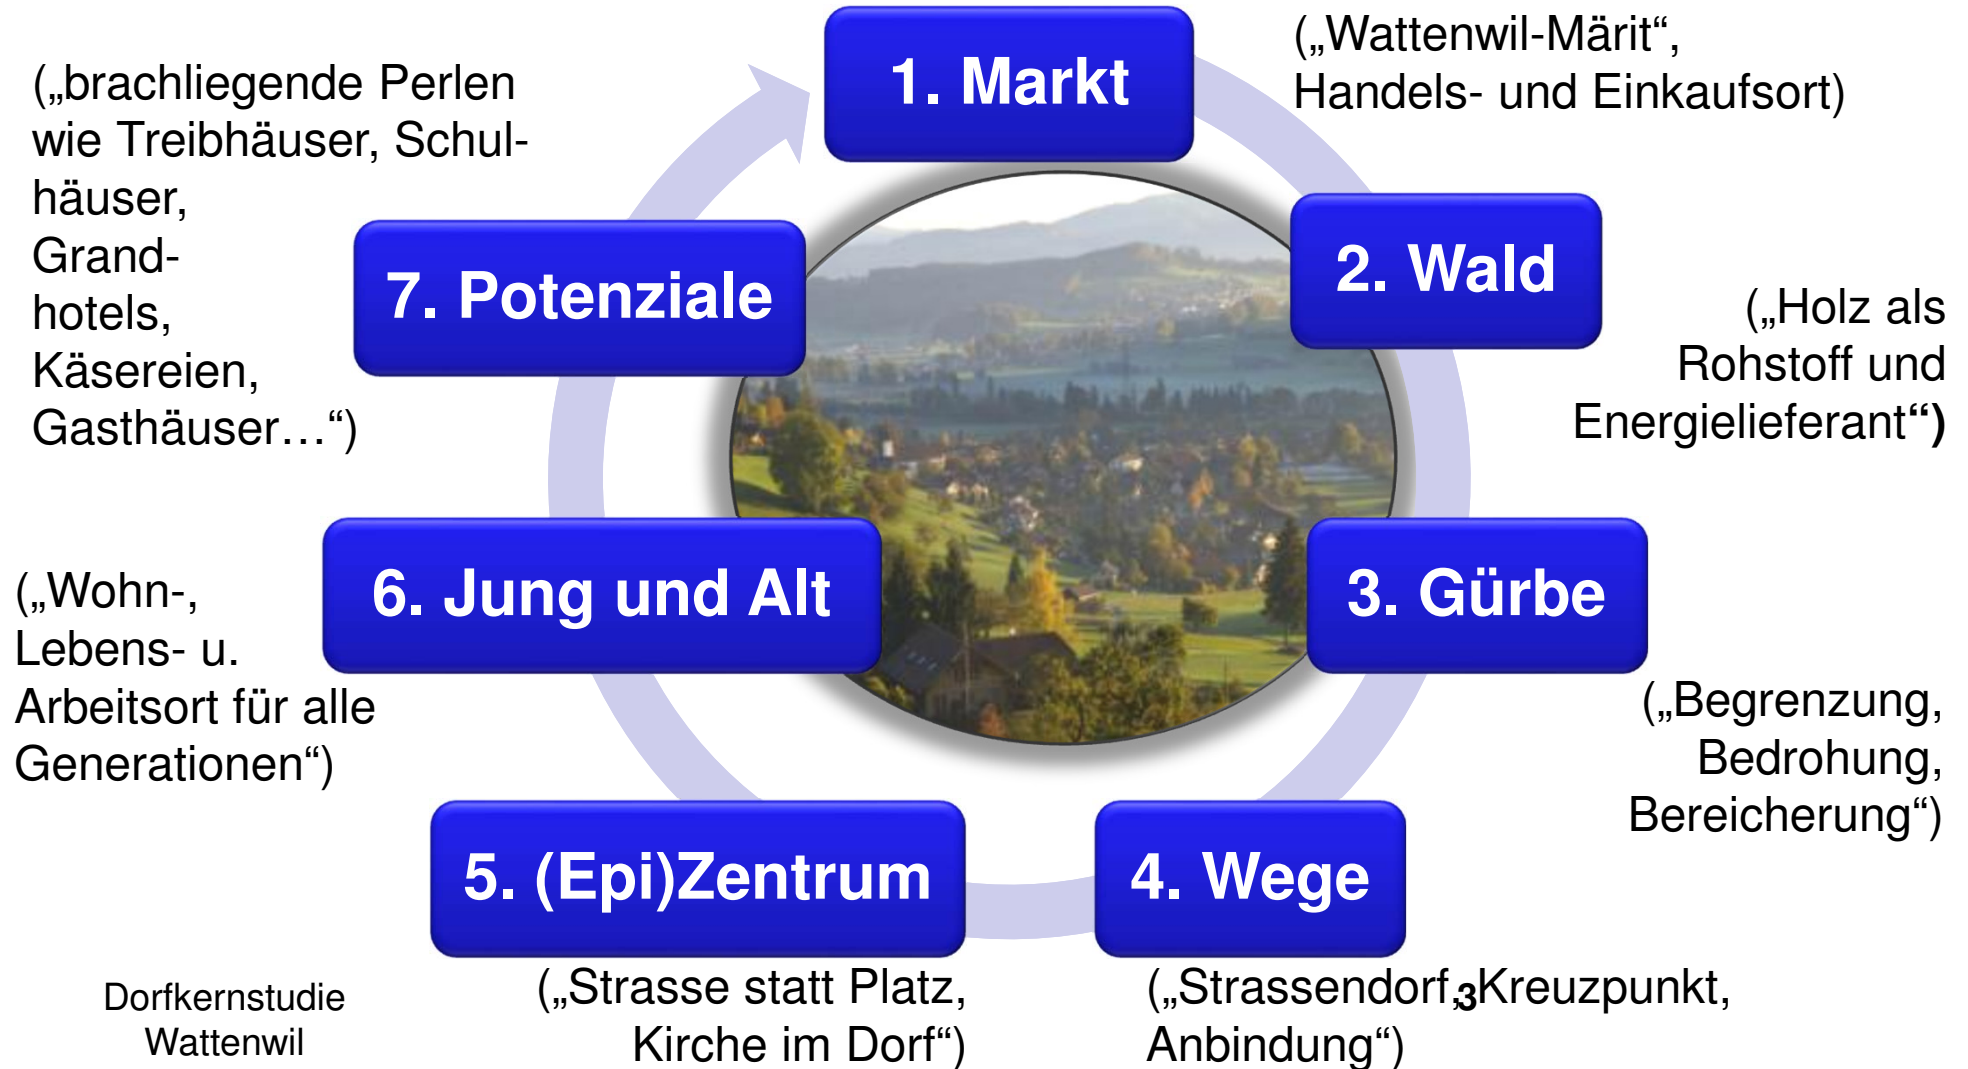 1. Markt
(„Wattenwil-Märit“,
Handels- und Einkaufsort)
2. Wald
(„Holz als
Rohstoff und
Energielieferant“)
3. Gürbe
(„Begrenzung,
Bedrohung,
Bereicherung“)
4. Wege
(„Strassendorf, Kreuzpunkt,
Anbindung“)
3
5. (Epi)Zentrum
(„Strasse statt Platz,
Kirche im Dorf“)
6. Jung und Alt
(„Wohn-,
Lebens- u.
Arbeitsort für alle
Generationen“)
7. Potenziale
(„brachliegende Perlen
wie Treibhäuser, Schul-
häuser,
Grand-
hotels,
Käsereien,
Gasthäuser…“)
Dorfkernstudie
Wattenwil